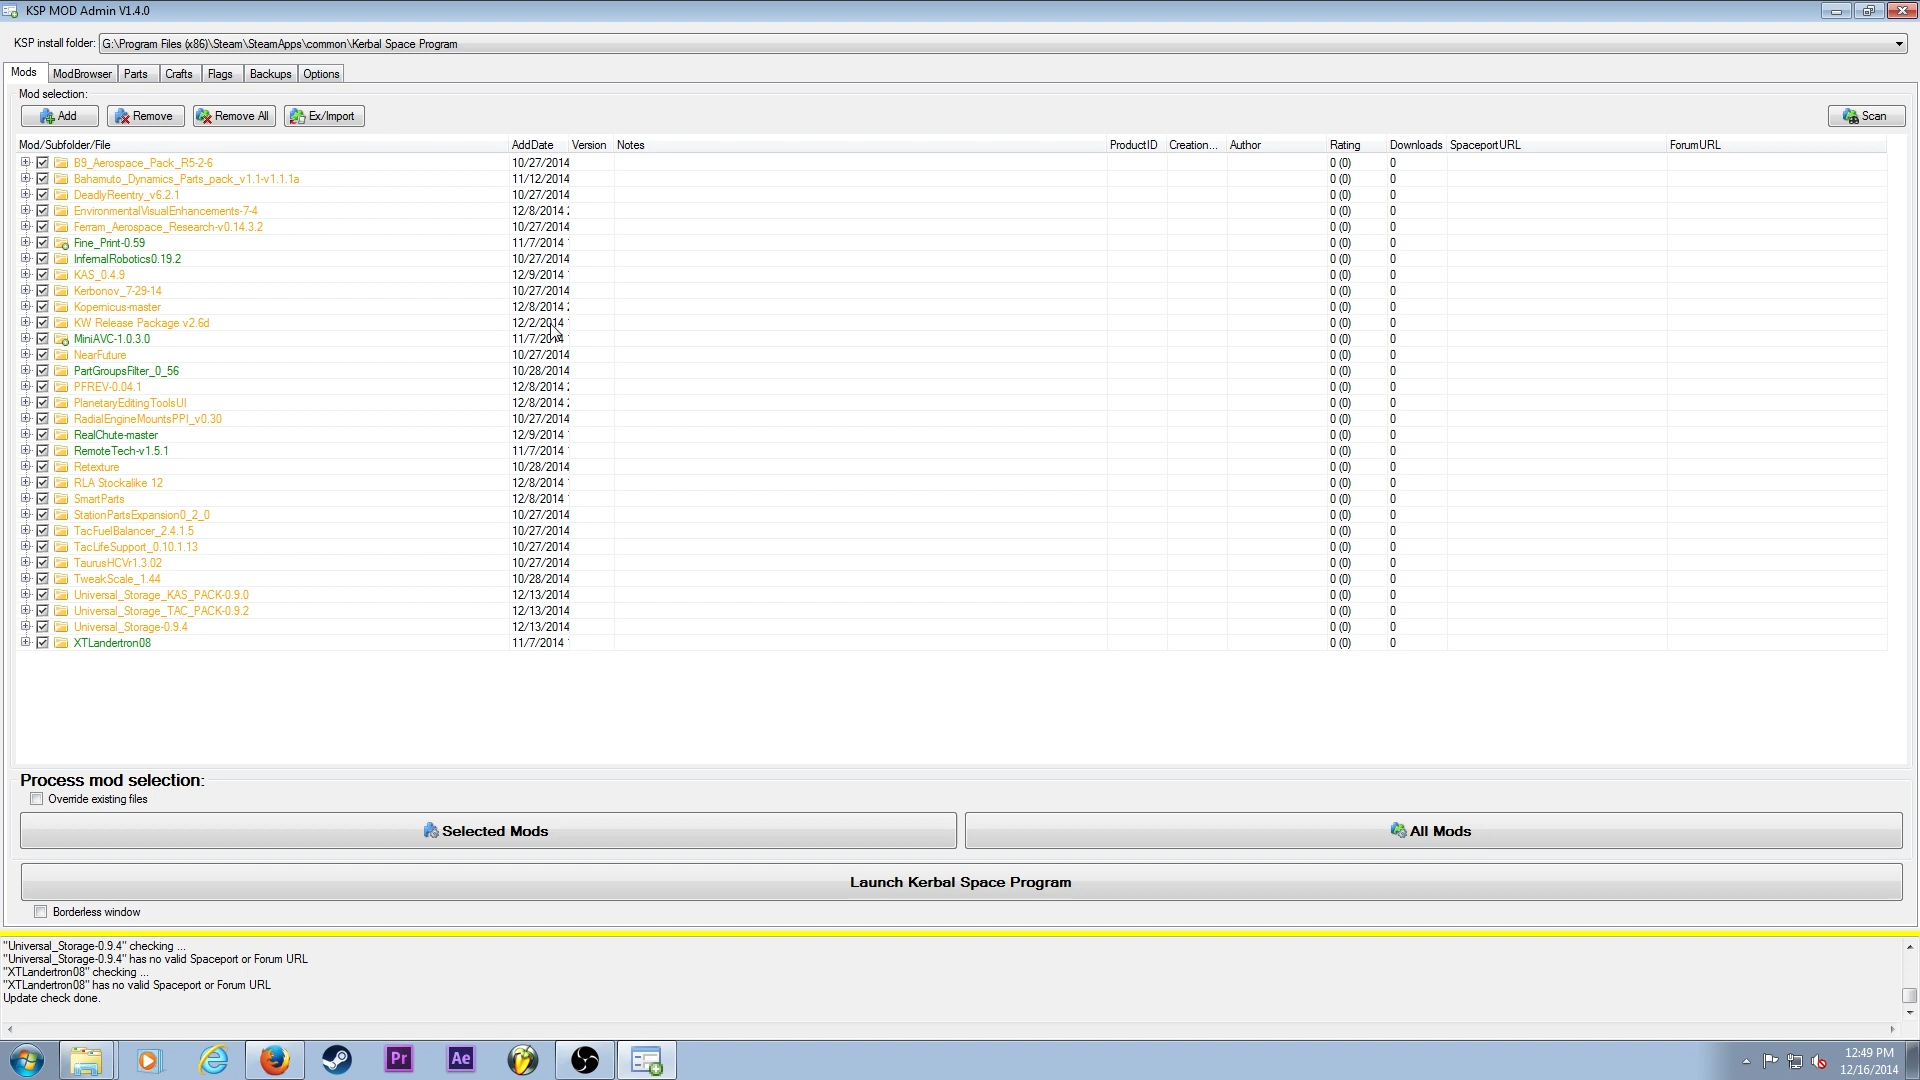 KSP MOD Admin V1.4.0
KSP install folder: G:\Program Files (x86)\Steam\SteamApps\common\Kerbal Space Program
Mods ModBrowser Parts Crafts Flags Backups Options
Mod selection:
Add Remove Remove All Ex/Import Scan
Mod/Subfolder/File AddDate Version Notes ProductID Creation... Author Rating Downloads SpaceportURL ForumURL
B9_Aerospace_Pack_R5-2-6 10/27/2014 0 (0) 0
Bahamuto_Dynamics_Parts_pack_v1.1-v1.1.1a 11/12/2014 0 (0) 0
DeadlyReentry_v6.2.1 10/27/2014 0 (0) 0
EnvironmentalVisualEnhancements-7-4 12/8/2014 0 (0) 0
Ferram_Aerospace_Research-v0.14.3.2 10/27/2014 0 (0) 0
Fine_Print-0.59 11/7/2014 0 (0) 0
InfernalRobotics0.19.2 10/27/2014 0 (0) 0
KAS_0.4.9 12/9/2014 0 (0) 0
Kerbonov_7-29-14 10/27/2014 0 (0) 0
Kopernicus-master 12/8/2014 0 (0) 0
KW Release Package v2.6d 12/2/2014 0 (0) 0
MiniAVC-1.0.3.0 11/7/2014 0 (0) 0
NearFuture 10/27/2014 0 (0) 0
PartGroupsFilter_0_56 10/28/2014 0 (0) 0
PFREV-0.04.1 12/8/2014 0 (0) 0
PlanetaryEditingToolsUI 12/8/2014 0 (0) 0
RadialEngineMountsPPI_v0.30 10/27/2014 0 (0) 0
RealChute-master 12/9/2014 0 (0) 0
RemoteTech-v1.5.1 11/7/2014 0 (0) 0
Retexture 10/28/2014 0 (0) 0
RLA Stockalike 12 12/8/2014 0 (0) 0
SmartParts 12/8/2014 0 (0) 0
StationPartsExpansion0_2_0 10/27/2014 0 (0) 0
TacFuelBalancer_2.4.1.5 10/27/2014 0 (0) 0
TacLifeSupport_0.10.1.13 10/27/2014 0 (0) 0
TaurusHCVr1.3.02 10/27/2014 0 (0) 0
TweakScale_1.44 10/28/2014 0 (0) 0
Universal_Storage_KAS_PACK-0.9.0 12/13/2014 0 (0) 0
Universal_Storage_TAC_PACK-0.9.2 12/13/2014 0 (0) 0
Universal_Storage-0.9.4 12/13/2014 0 (0) 0
XTLandertron08 11/7/2014 0 (0) 0
Process mod selection:
Override existing files
Selected Mods All Mods
Launch Kerbal Space Program
Borderless window
"Universal_Storage-0.9.4" checking ...
"Universal_Storage-0.9.4" has no valid Spaceport or Forum URL
"XTLandertron08" checking ...
"XTLandertron08" has no valid Spaceport or Forum URL
Update check done.
Pr Ae
12:49 PM
12/16/2014